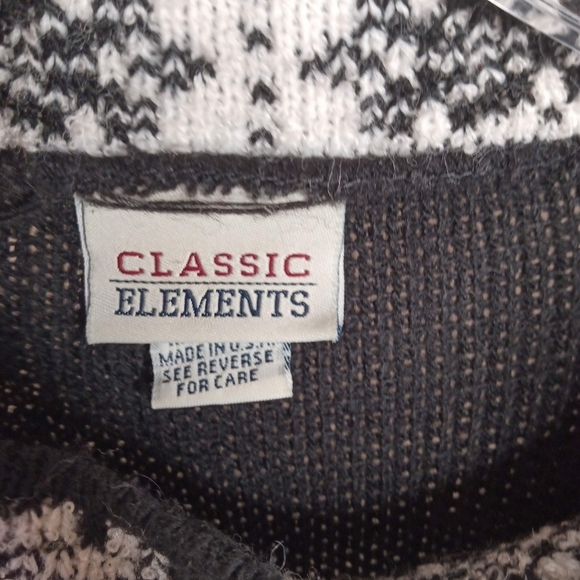 CLASSIC
ELEMENTS
MADE IN U.S.A.
SEE REVERSE
FOR CARE